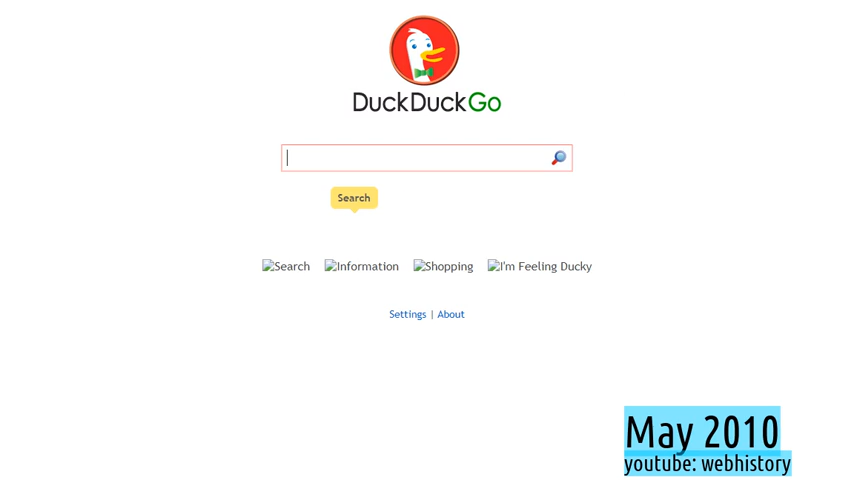 DuckDuckGo
Search
Search Information Shopping I'm Feeling Ducky
Settings | About
May 2010
youtube: webhistory